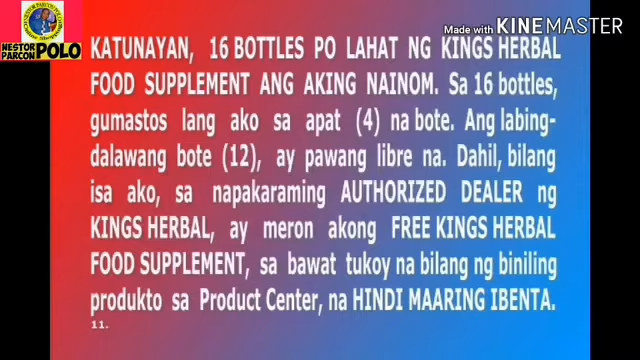 Made with KINEMASTER
NESTOR
PARCON POLO
KATUNAYAN, 16 BOTTLES PO LAHAT NG KINGS HERBAL
FOOD SUPPLEMENT ANG AKING NAINOM. Sa 16 bottles,
gumastos lang ako sa apat (4) na bote. Ang labing-
dalawang bote (12), ay pawang libre na. Dahil, bilang
isa ako, sa napakaraming AUTHORIZED DEALER ng
KINGS HERBAL, ay meron akong FREE KINGS HERBAL
FOOD SUPPLEMENT, sa bawat tukoy na bilang ng biniling
produkto sa Product Center, na HINDI MAARING IBENTA.
11.